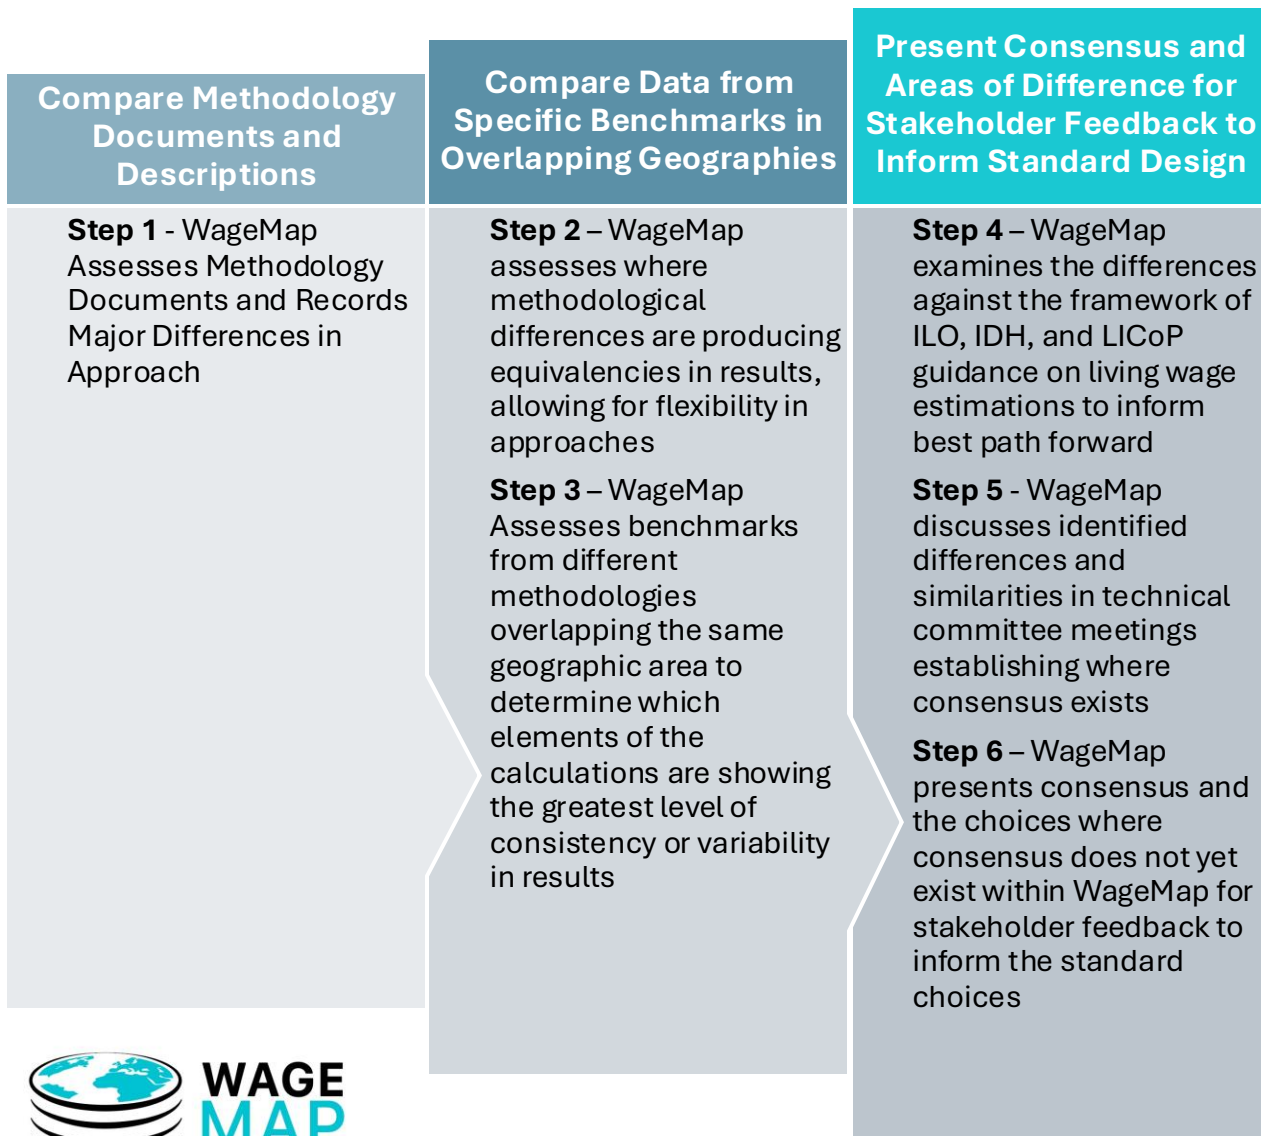 Compare Methodology
Documents and
Descriptions
Step 1 - WageMap
Assesses Methodology
Documents and Records
Major Differences in
Approach
Compare Data from
Specific Benchmarks in
Overlapping Geographies
Step 2 – WageMap
assesses where
methodological
differences are producing
equivalencies in results,
allowing for flexibility in
approaches
Step 3 – WageMap
Assesses benchmarks
from different
methodologies
overlapping the same
geographic area to
determine which
elements of the
calculations are showing
the greatest level of
consistency or variability
in results
Present Consensus and
Areas of Difference for
Stakeholder Feedback to
Inform Standard Design
Step 4 – WageMap
examines the differences
against the framework of
ILO, IDH, and LICoP
guidance on living wage
estimations to inform
best path forward
Step 5 - WageMap
discusses identified
differences and
similarities in technical
committee meetings
establishing where
consensus exists
Step 6 – WageMap
presents consensus and
the choices where
consensus does not yet
exist within WageMap for
stakeholder feedback to
inform the standard
choices
WAGE
MAP